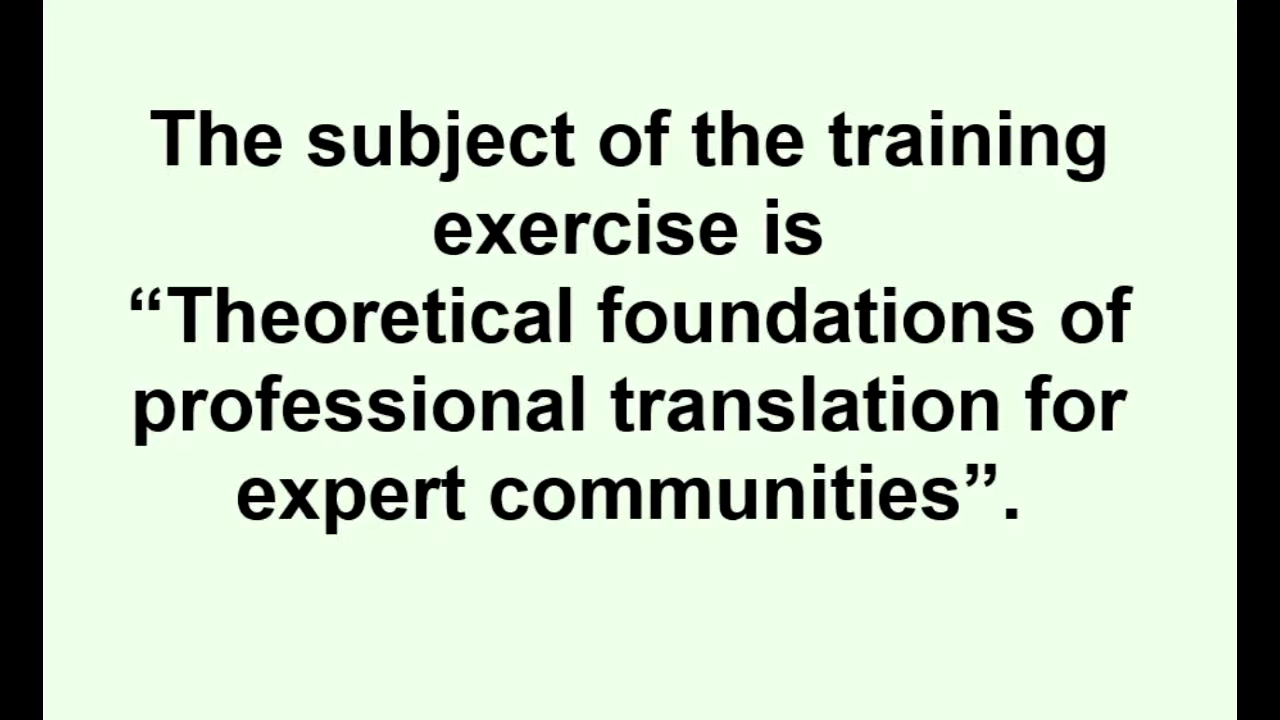 The subject of the training
exercise is
“Theoretical foundations of
professional translation for
expert communities”.